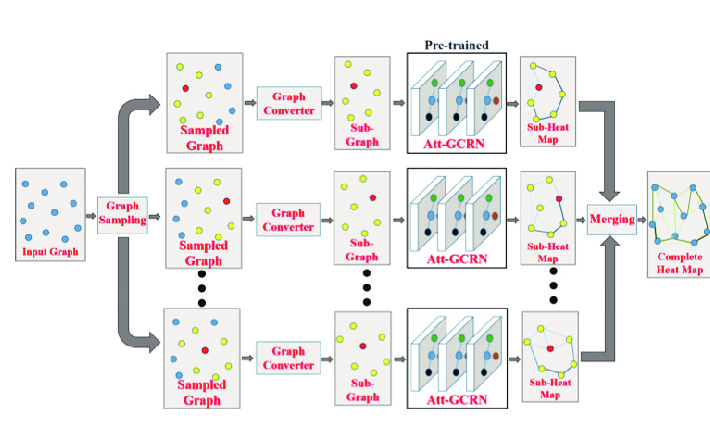 Pre-trained
Sampled
Graph
Graph
Converter
Sub-
Graph
Att-GCRN
Sub-Heat
Map
Input Graph
Graph
Sampling
Sampled
Graph
Graph
Converter
Sub-
Graph
Att-GCRN
Sub-Heat
Map
Merging
Complete
Heat Map
Sampled
Graph
Graph
Converter
Sub-
Graph
Att-GCRN
Sub-Heat
Map